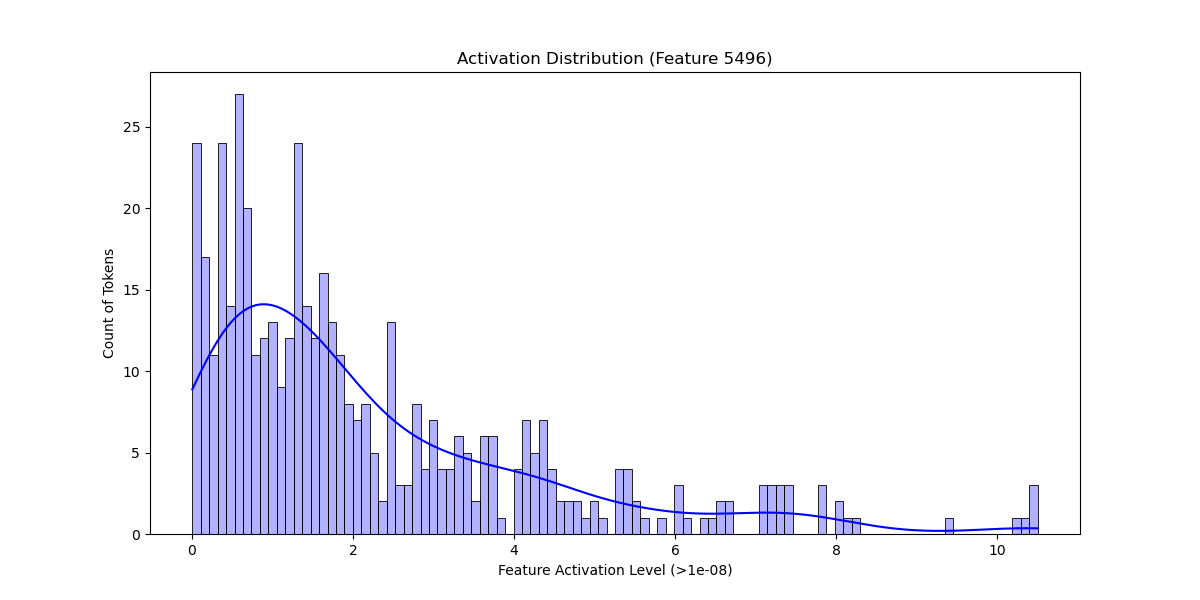 Activation Distribution (Feature 5496)
Count of Tokens
25
20
15
10
5
0
0 2 4 6 8 10
Feature Activation Level (>1e-08)